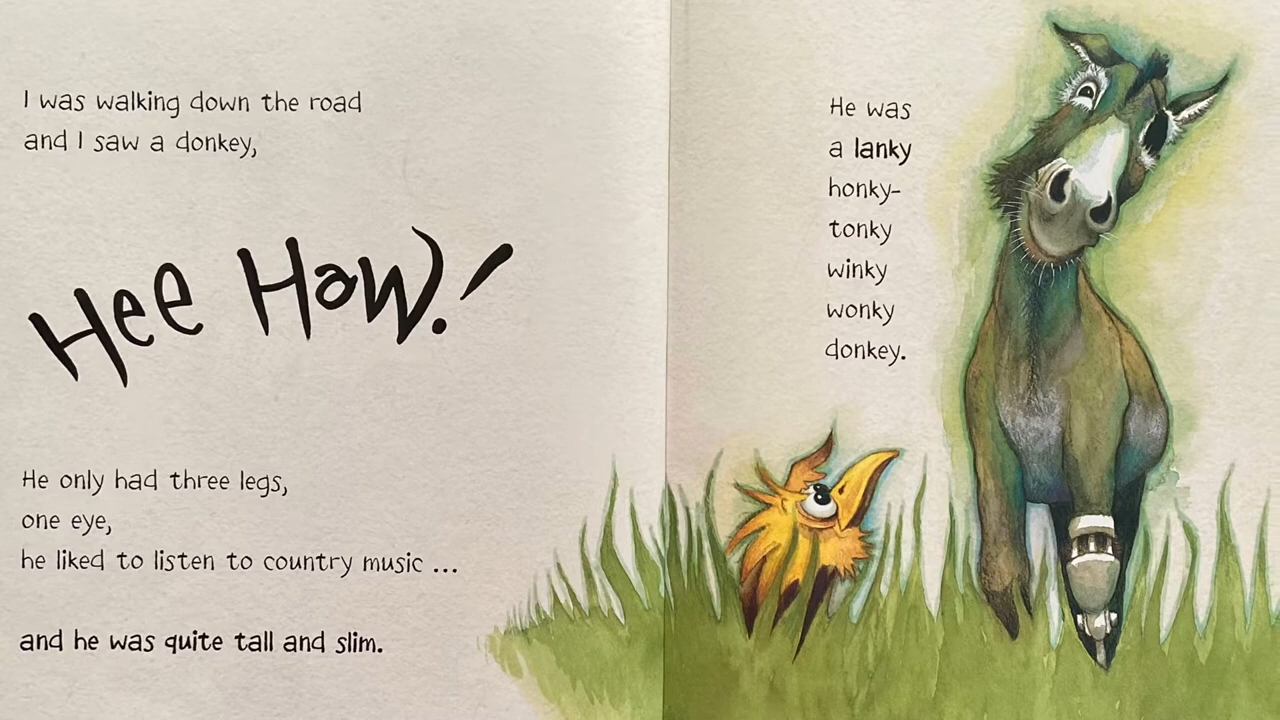 I was walking down the road
and I saw a donkey,
Hee Haw!
He only had three legs,
one eye,
he liked to listen to country music ...
and he was quite tall and slim.
He was
a lanky
honky-
tonky
winky
wonky
donkey.